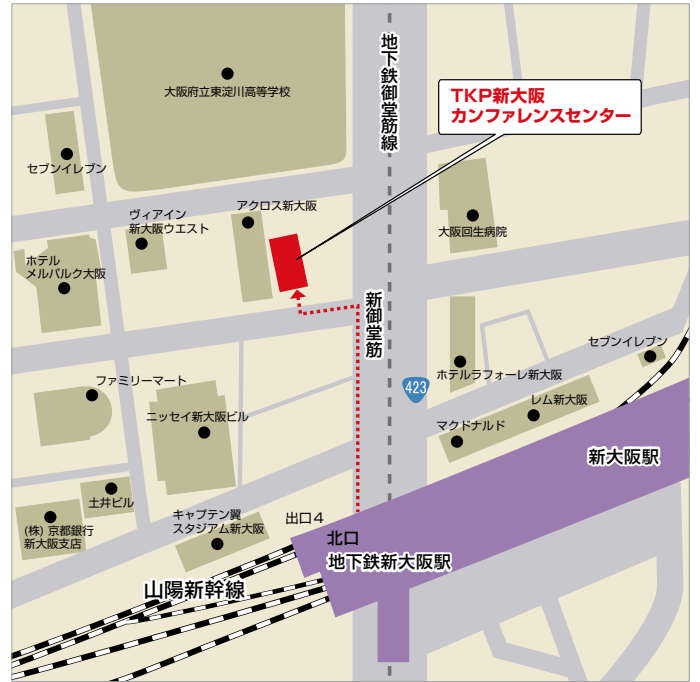 地下鉄御堂筋線
大阪府立東淀川高等学校
TKP新大阪
カンファレンスセンター
セブンイレブン
ヴィアイン
新大阪ウエスト
アクロス新大阪
大阪回生病院
ホテル
メルパルク大阪
新御堂筋
セブンイレブン
ホテルラフォーレ新大阪
423
ファミリーマート
レム新大阪
ニッセイ新大阪ビル
マクドナルド
新大阪駅
土井ビル
キャプテン翼
スタジアム新大阪
出口4
(株) 京都銀行
新大阪支店
北口
地下鉄新大阪駅
山陽新幹線